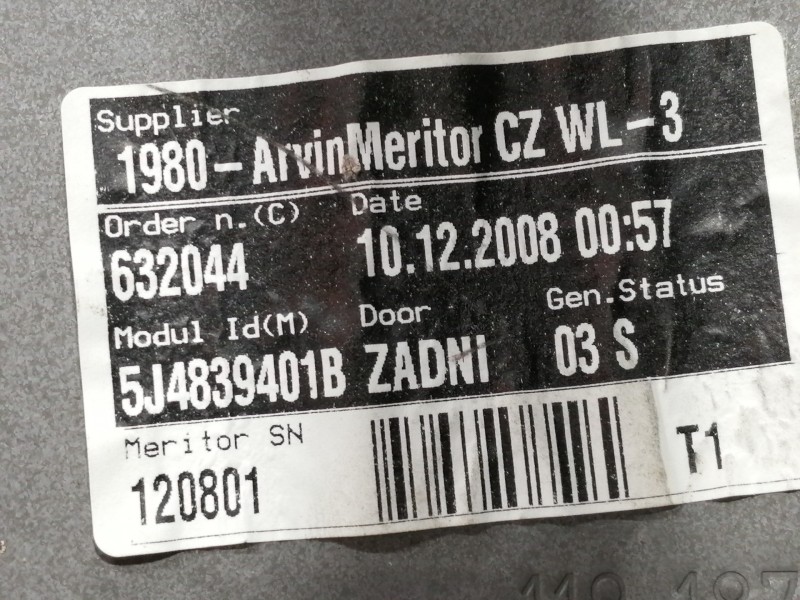 Supplier
1980-ArvinMeritor CZ WL-3
Order n.(C) Date
632044 10.12.2008 00:57
Modul Id(M) Door Gen.Status
5J4839401B ZADNI 03 S
Meritor SN
120801 T1